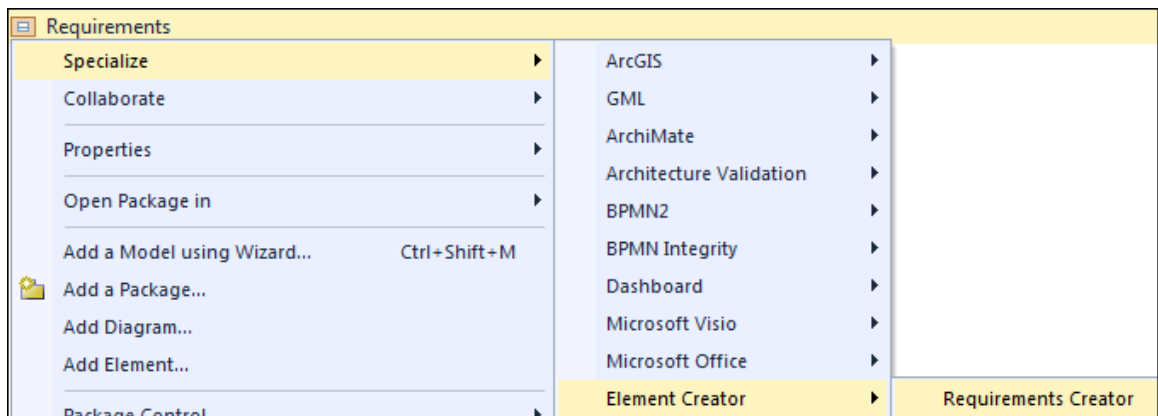 Requirements
Specialize
Collaborate
Properties
Open Package in
Add a Model using Wizard... Ctrl+Shift+M
Add a Package...
Add Diagram...
Add Element...
Package Control
ArcGIS
GML
ArchiMate
Architecture Validation
BPMN2
BPMN Integrity
Dashboard
Microsoft Visio
Microsoft Office
Element Creator
Requirements Creator